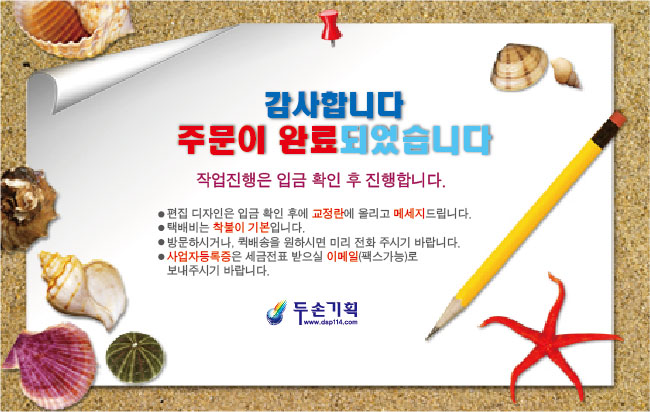 감사합니다
주문이 완료되었습니다
작업진행은 입금 확인 후 진행합니다.
● 편집 디자인은 입금 확인 후에 교정란에 올리고 메세지드립니다.
● 택배비는 착불이 기본입니다.
● 방문하시거나, 퀵배송을 원하시면 미리 전화 주시기 바랍니다.
● 사업자등록증은 세금전표 받으실 이메일(팩스가능)로
보내주시기 바랍니다.
두손기획
www.dsp114.com